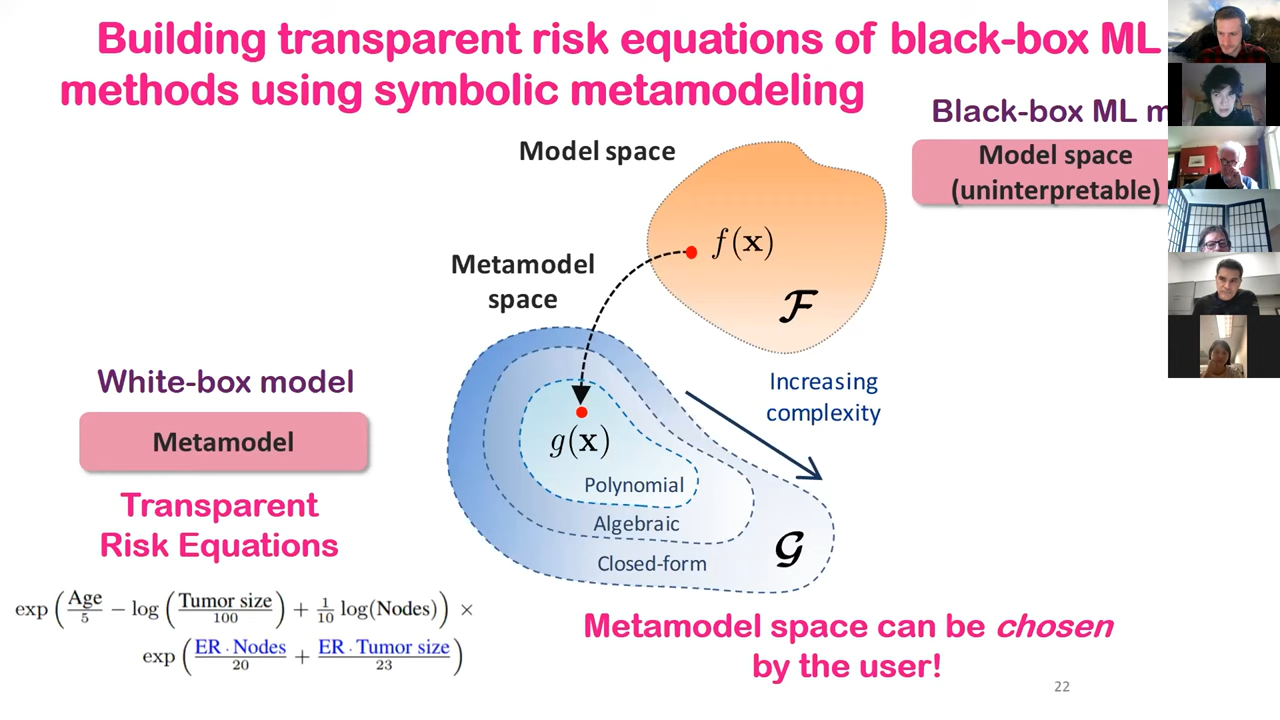 Building transparent risk equations of black-box ML
methods using symbolic metamodeling
Black-box ML
Model space
Model space
(uninterpretable)
f(x)
Metamodel
space
ℱ
White-box model
Increasing
complexity
Metamodel
g(x)
Polynomial
Transparent
Risk Equations
Algebraic
𝒢
Closed-form
exp(Age/5 − log(Tumor size/100) + 1/10 log(Nodes)) ×
exp(ER · Nodes/20 + ER · Tumor size/23)
Metamodel space can be chosen
by the user!
22